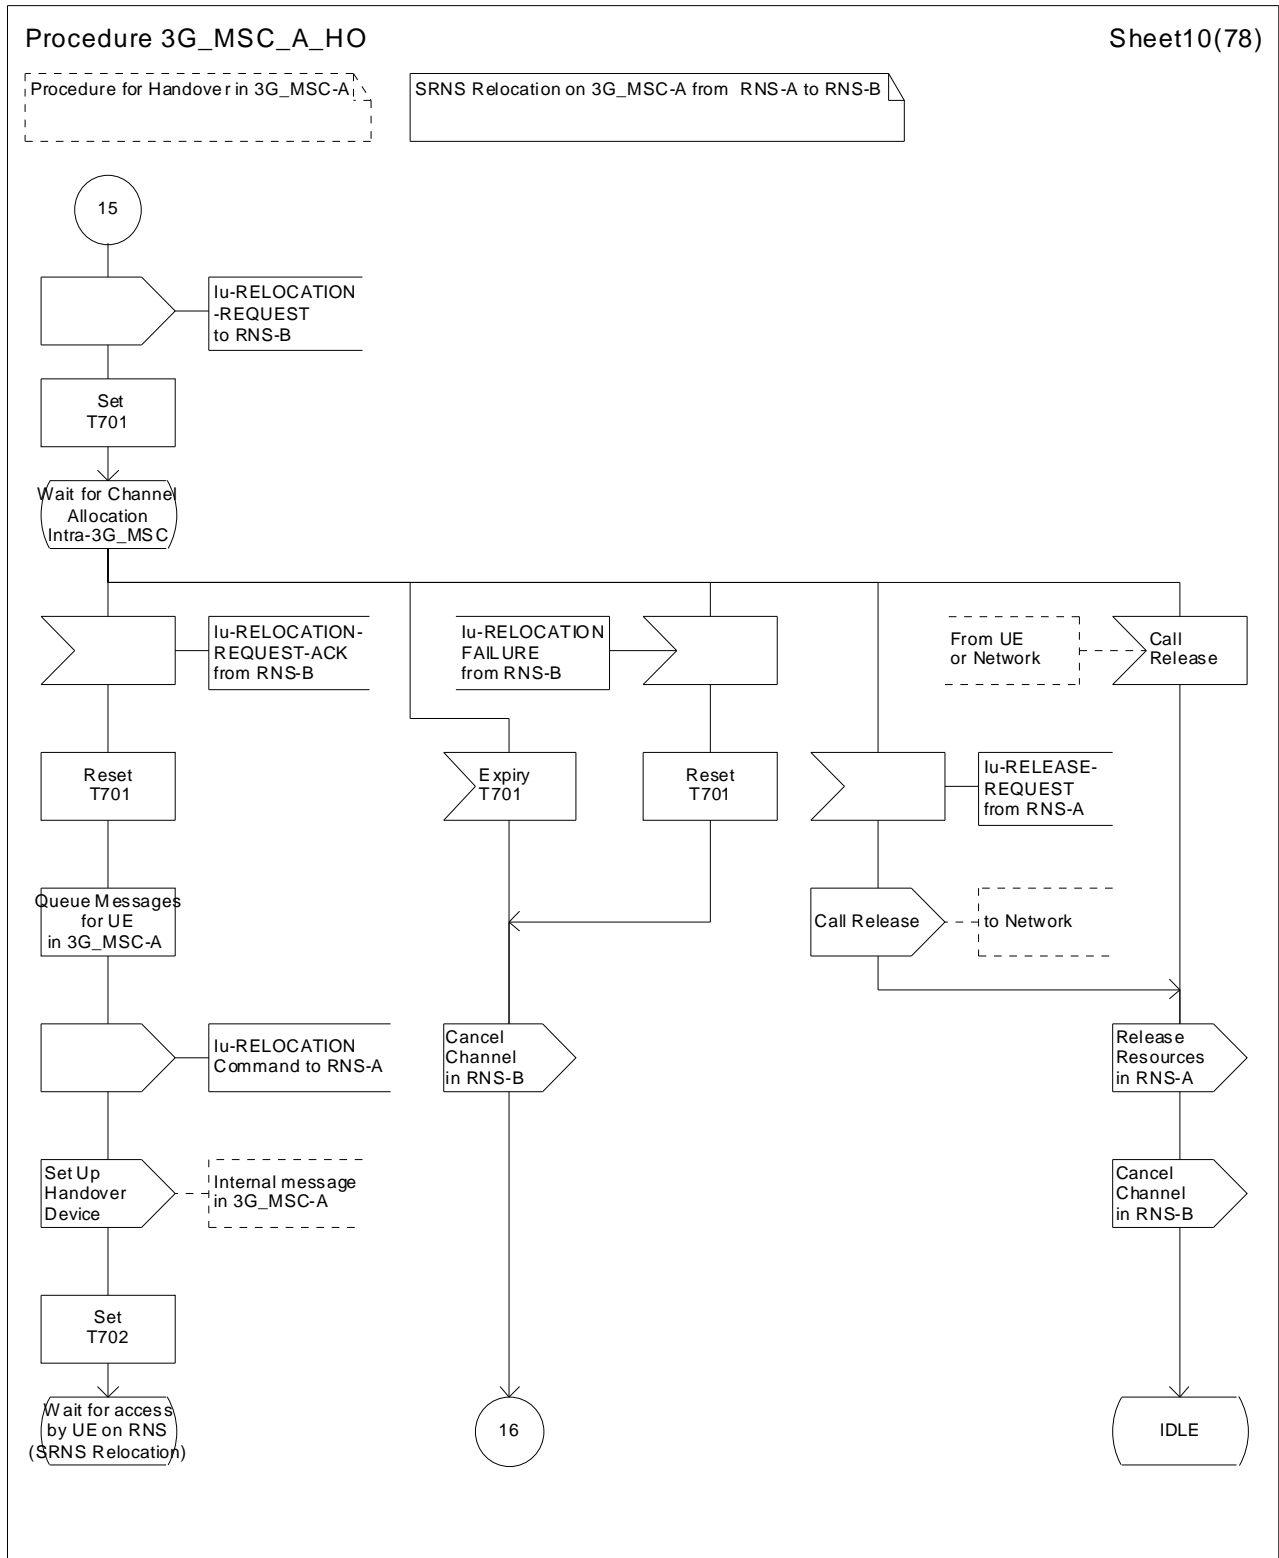 Procedure 3G_MSC_A_HO
Sheet10(78)
Procedure for Handover in 3G_MSC-A
SRNS Relocation on 3G_MSC-A from RNS-A to RNS-B
15
Iu-RELOCATION
-REQUEST
to RNS-B
Set
T701
Wait for Channel
Allocation
Intra-3G_MSC
Iu-RELOCATION-
REQUEST-ACK
from RNS-B
Iu-RELOCATION
FAILURE
from RNS-B
From UE
or Network
Call
Release
Reset
T701
Expiry
T701
Reset
T701
Iu-RELEASE-
REQUEST
from RNS-A
Queue Messages
for UE
in 3G_MSC-A
Call Release
to Network
Iu-RELOCATION
Command to RNS-A
Cancel
Channel
in RNS-B
Release
Resources
in RNS-A
Set Up
Handover
Device
Internal message
in 3G_MSC-A
Cancel
Channel
in RNS-B
Set
T702
Wait for access
by UE on RNS
(SRNS Relocation)
16
IDLE